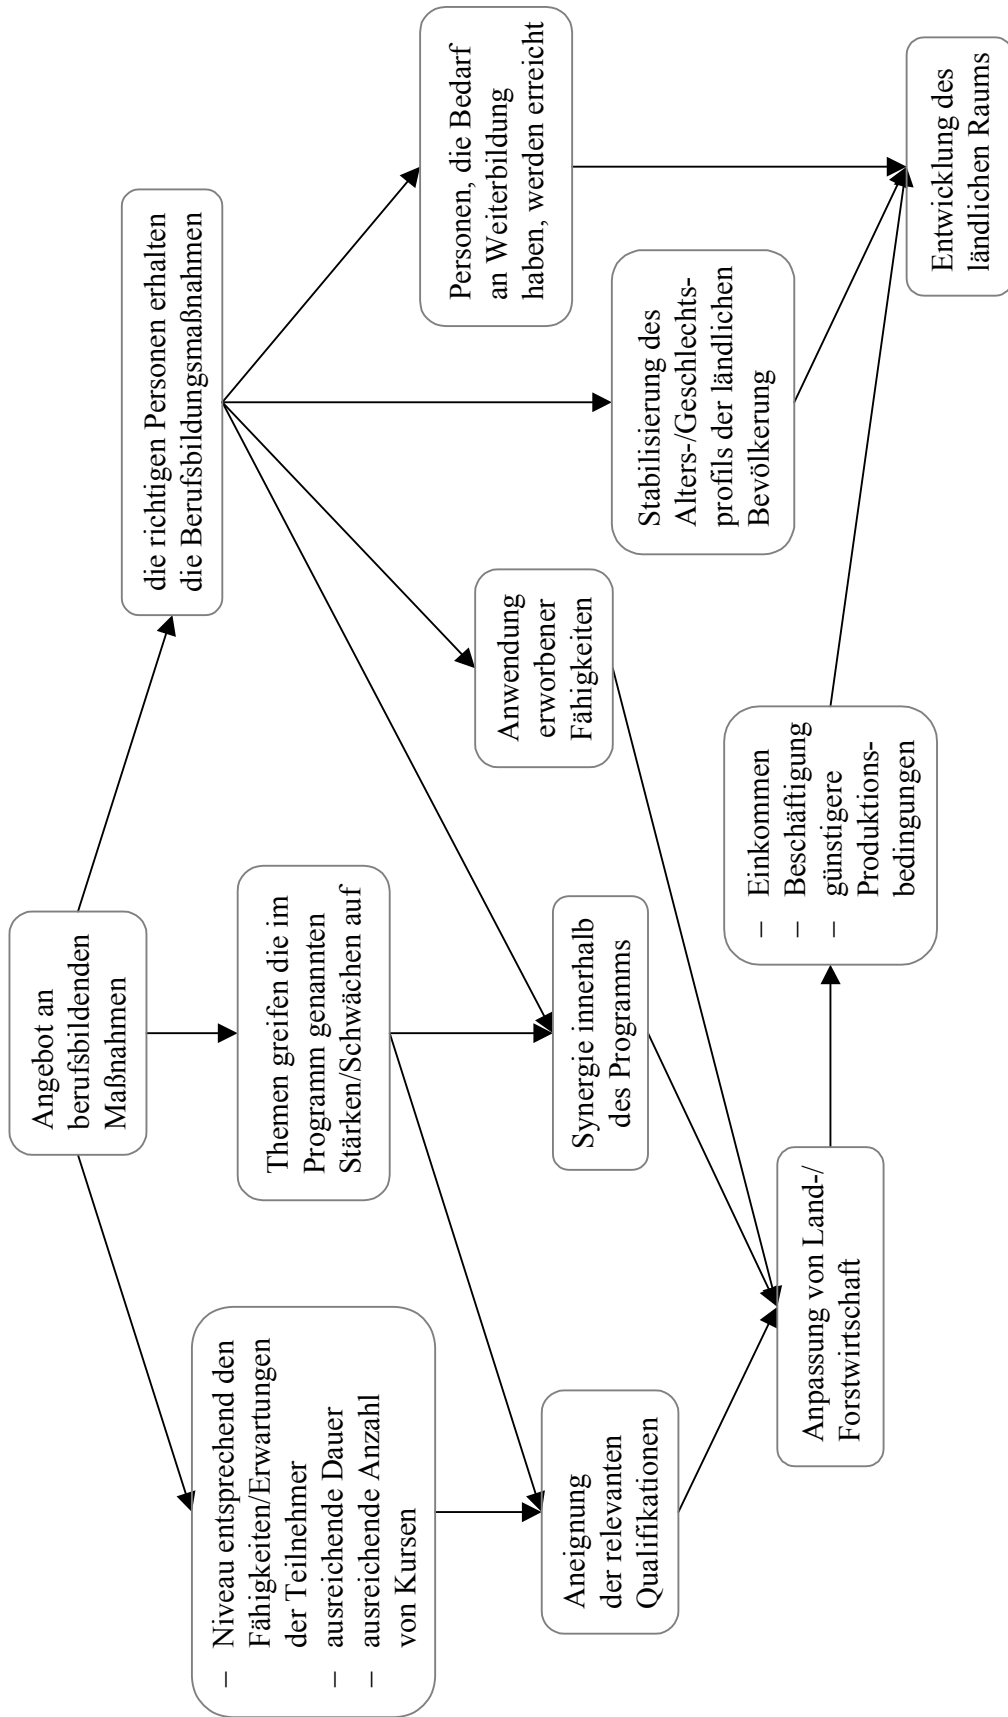 Angebot an
berufsbildenden
Maßnahmen
– Niveau entsprechend den
Fähigkeiten/Erwartungen
der Teilnehmer
– ausreichende Dauer
– ausreichende Anzahl
von Kursen
Themen greifen die im
Programm genannten
Stärken/Schwächen auf
die richtigen Personen erhalten
die Berufsbildungsmaßnahmen
Aneignung
der relevanten
Qualifikationen
Synergie innerhalb
des Programms
Anwendung
erworbener
Fähigkeiten
Stabilisierung des
Alters-/Geschlechts-
profils der ländlichen
Bevölkerung
Personen, die Bedarf
an Weiterbildung
haben, werden erreicht
Anpassung von Land-/
Forstwirtschaft
– Einkommen
– Beschäftigung
– günstigere
Produktions-
bedingungen
Entwicklung des
ländlichen Raums